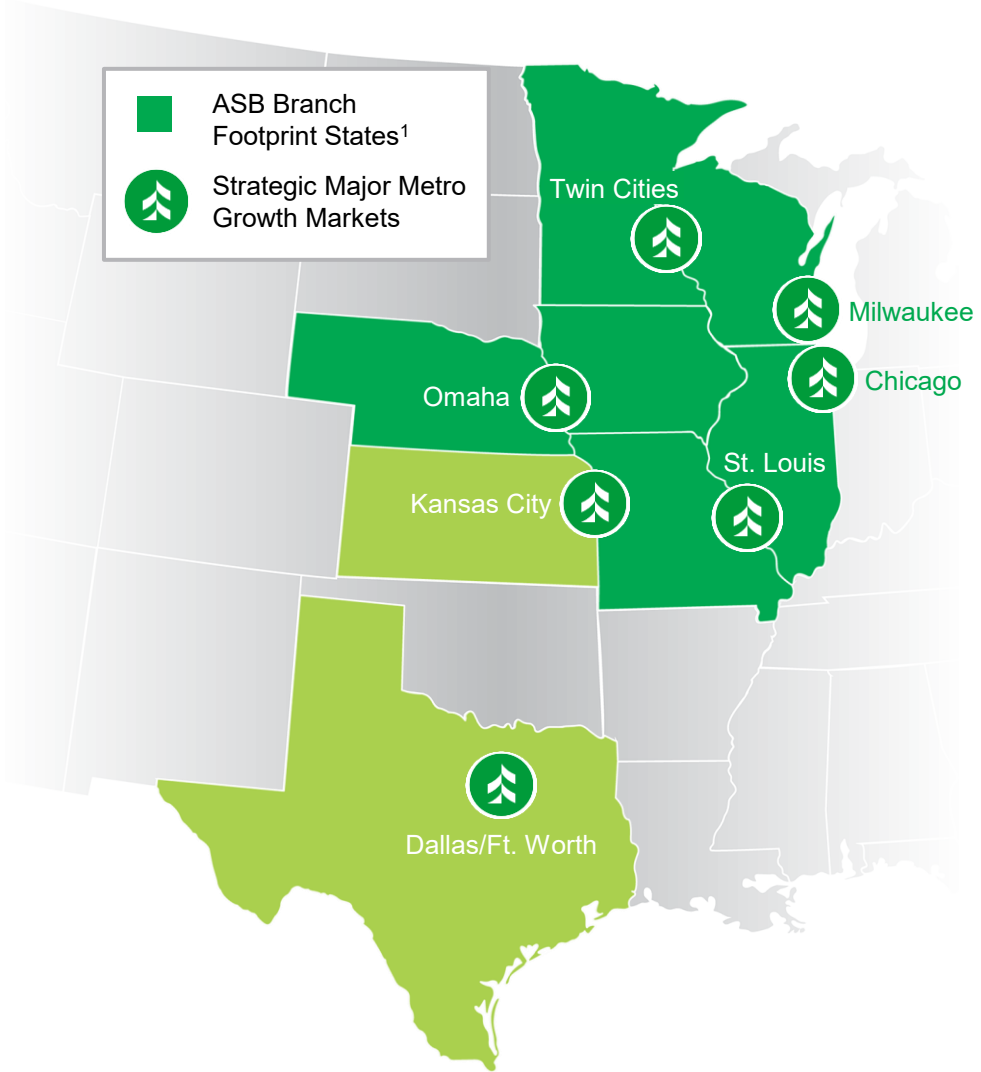 ASB Branch
Footprint States¹
Strategic Major Metro
Growth Markets
Twin Cities
Milwaukee
Chicago
Omaha
St. Louis
Kansas City
Dallas/Ft. Worth